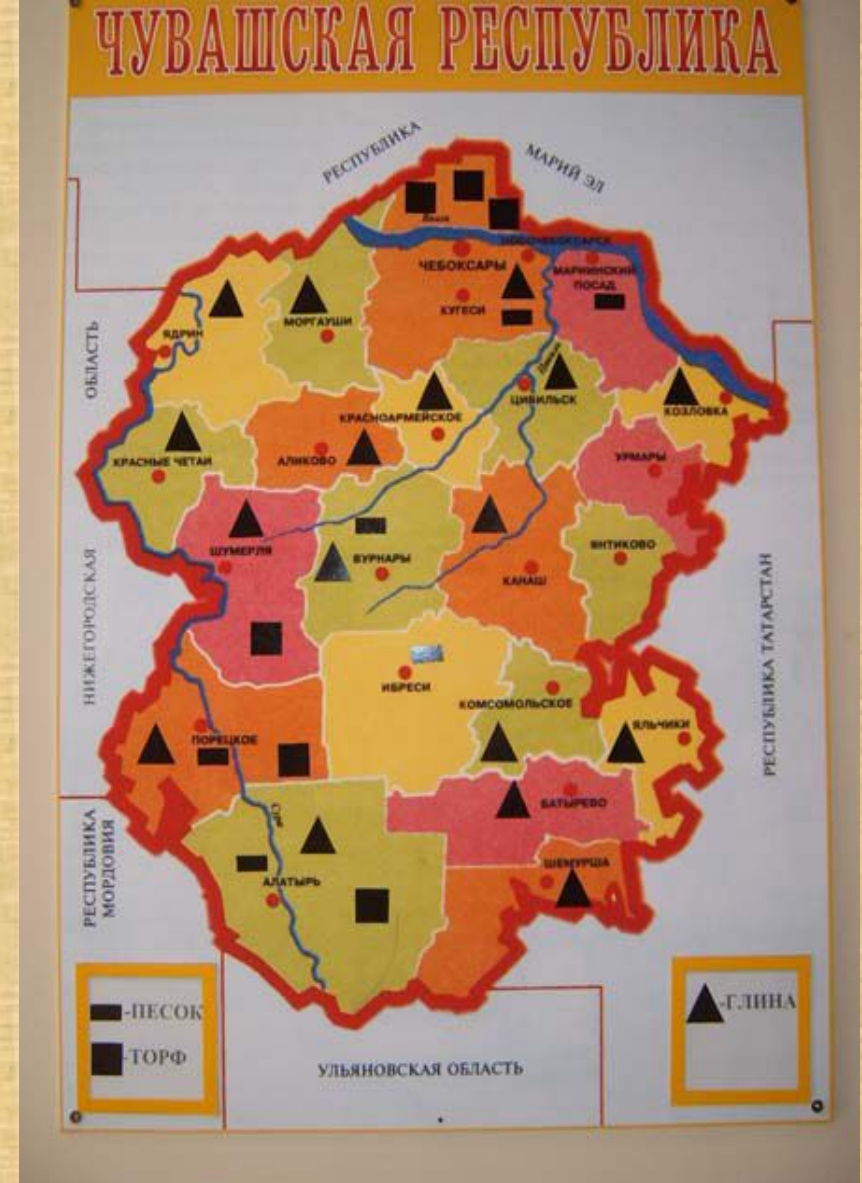 ЧУВАШСКАЯ РЕСПУБЛИКА
РЕСПУБЛИКА
МАРИЙ ЭЛ
Волга
НОВОЧЕБОКСАРСК
ЧЕБОКСАРЫ
МАРИИНСКИЙ
ПОСАД
КУГЕСИ
МОРГАУШИ
ЯДРИН
ОБЛАСТЬ
ЦИВИЛЬСК
КОЗЛОВКА
КРАСНОАРМЕЙСКОЕ
АЛИКОВО
КРАСНЫЕ ЧЕТАИ
УРМАРЫ
ШУМЕРЛЯ
ВУРНАРЫ
КАНАШ
ЯНТИКОВО
НИЖЕГОРОДСКАЯ
РЕСПУБЛИКА ТАТАРСТАН
ИБРЕСИ
КОМСОМОЛЬСКОЕ
ЯЛЬЧИКИ
ПОРЕЦКОЕ
Сура
БАТЫРЕВО
РЕСПУБЛИКА
МОРДОВИЯ
АЛАТЫРЬ
ШЕМУРША
-ПЕСОК
-ТОРФ
-ГЛИНА
УЛЬЯНОВСКАЯ ОБЛАСТЬ